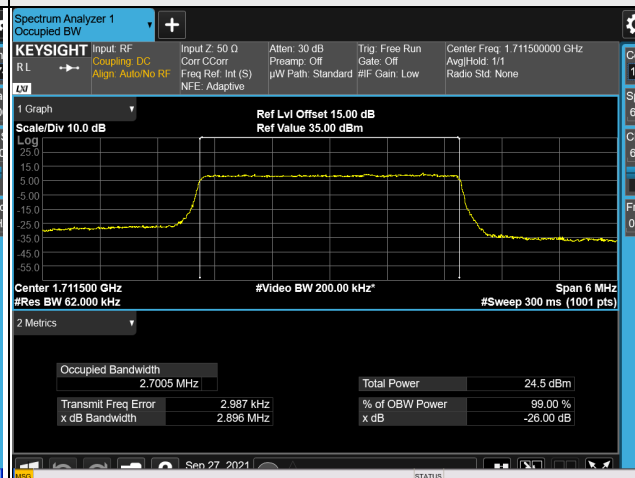 Spectrum Analyzer 1
Occupied BW
KEYSIGHT Input: RF Input Z: 50 Ω Atten: 30 dB Trig: Free Run Center Freq: 1.711500000 GHz
RL Coupling: DC Corr CCorr Preamp: Off Gate: Off Avg|Hold: 1/1
Align: Auto/No RF Freq Ref: Int (S) µW Path: Standard #IF Gain: Low Radio Std: None
LXI NFE: Adaptive
1 Graph
Ref Lvl Offset 15.00 dB
Scale/Div 10.0 dB Ref Value 35.00 dBm
Log
25.0
15.0
5.00
-5.00
-15.0
-25.0
-35.0
-45.0
-55.0
Center 1.711500 GHz #Video BW 200.00 kHz* Span 6 MHz
#Res BW 62.000 kHz #Sweep 300 ms (1001 pts)
2 Metrics
Occupied Bandwidth
2.7005 MHz Total Power 24.5 dBm
Transmit Freq Error 2.987 kHz % of OBW Power 99.00 %
x dB Bandwidth 2.896 MHz x dB -26.00 dB
Sep 27, 2021
MSG STATUS